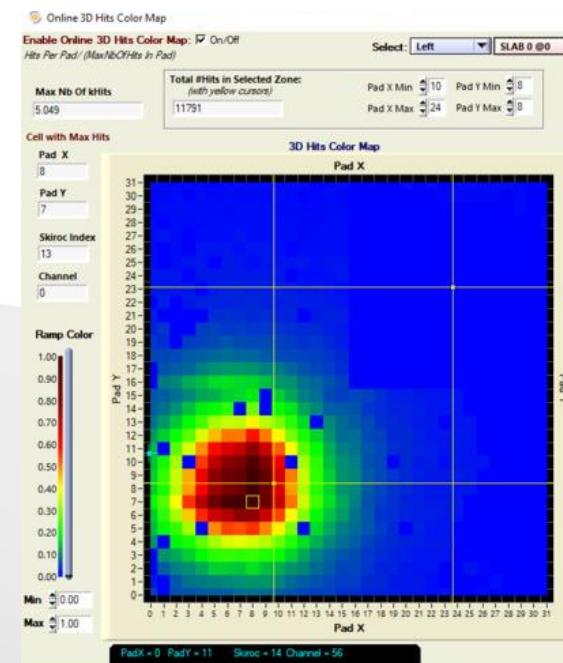 Online 3D Hits Color Map
Enable Online 3D Hits Color Map: On/Off
Hits Per Pad/ (MaxNbOfHits In Pad)
Select: Left SLAB 0 @0
Max Nb Of kHits
5.049
Total #Hits in Selected Zone:
(with yellow cursors)
11791
Pad X Min 10 Pad Y Min 8
Pad X Max 24 Pad Y Max 8
Cell with Max Hits
Pad X
8
Pad Y
7
Skiroc Index
13
Channel
0
Ramp Color
1.00
0.90
0.80
0.70
0.60
0.50
0.40
0.30
0.20
0.10
0.00
Min 0.00
Max 1.00
3D Hits Color Map
Pad X
31
30
29
28
27
26
25
24
23
22
21
20
19
18
17
16
15
14
13
12
11
10
9
8
7
6
5
4
3
2
1
0
Pad Y
0 1 2 3 4 5 6 7 8 9 10 11 12 13 14 15 16 17 18 19 20 21 22 23 24 25 26 27 28 29 30 31
Pad X
PadX = 0 PadY = 11 Skiroc = 14 Channel = 56